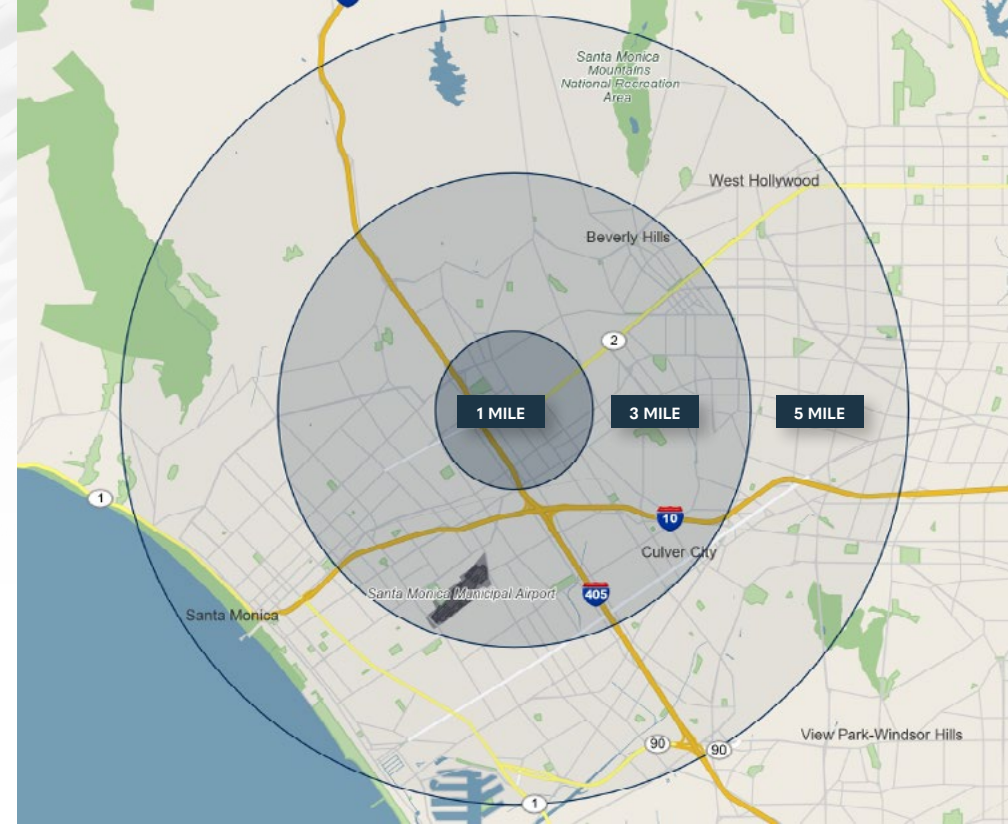 Santa Monica
Mountains
National Recreation
Area
West Hollywood
Beverly Hills
2
1 MILE
3 MILE
5 MILE
1
10
Culver City
405
Santa Monica Municipal Airport
Santa Monica
View Park-Windsor Hills
90
90
1